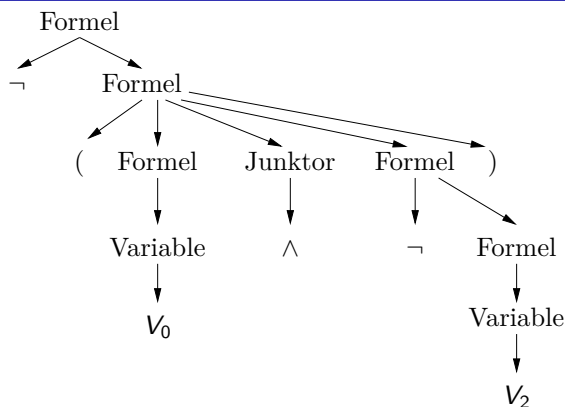 Formel
¬ Formel
( Formel Junktor Formel )
Variable ∧ ¬ Formel
V₀ Variable
V₂